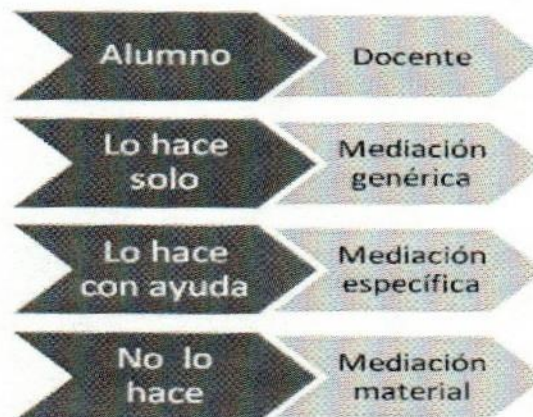 Alumno
Docente
Lo hace
solo
Mediación
genérica
Lo hace
con ayuda
Mediación
específica
No lo
hace
Mediación
material